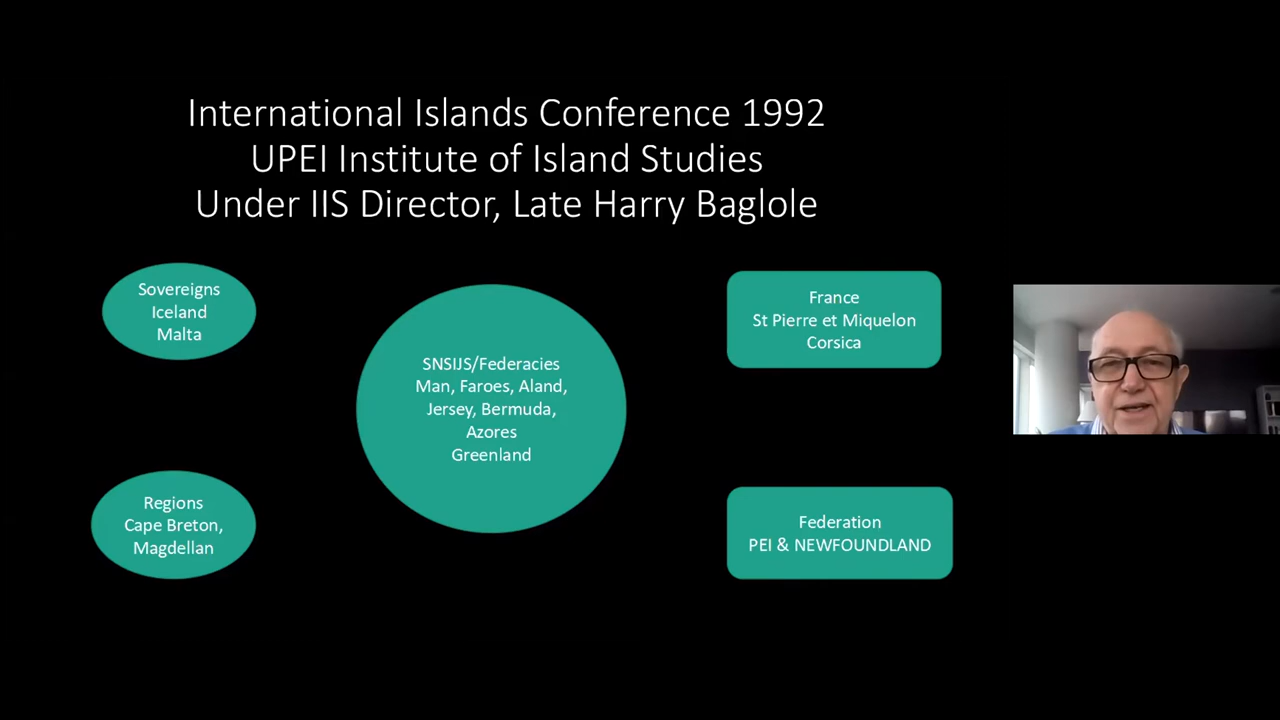 International Islands Conference 1992
UPEI Institute of Island Studies
Under IIS Director, Late Harry Baglole
Sovereigns
Iceland
Malta
SNSIJS/Federacies
Man, Faroes, Aland,
Jersey, Bermuda,
Azores
Greenland
France
St Pierre et Miquelon
Corsica
Regions
Cape Breton,
Magdellan
Federation
PEI & NEWFOUNDLAND